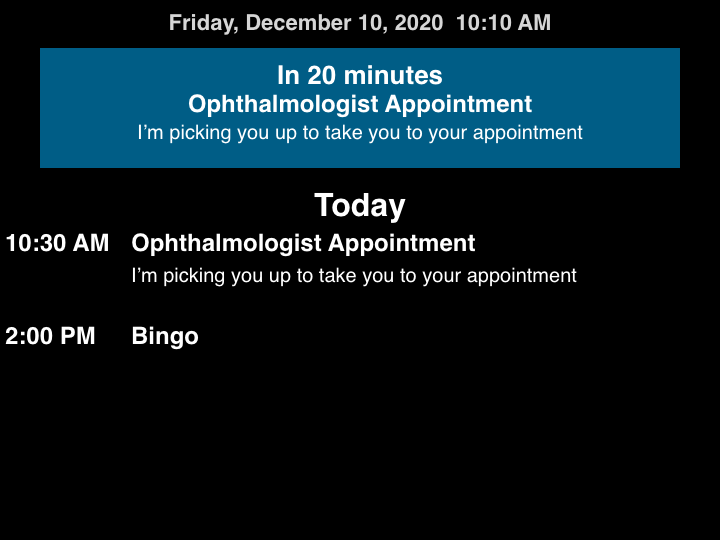 Friday, December 10, 2020  10:10 AM
In 20 minutes
Ophthalmologist Appointment
I’m picking you up to take you to your appointment
Today
10:30 AM Ophthalmologist Appointment
I’m picking you up to take you to your appointment
2:00 PM Bingo